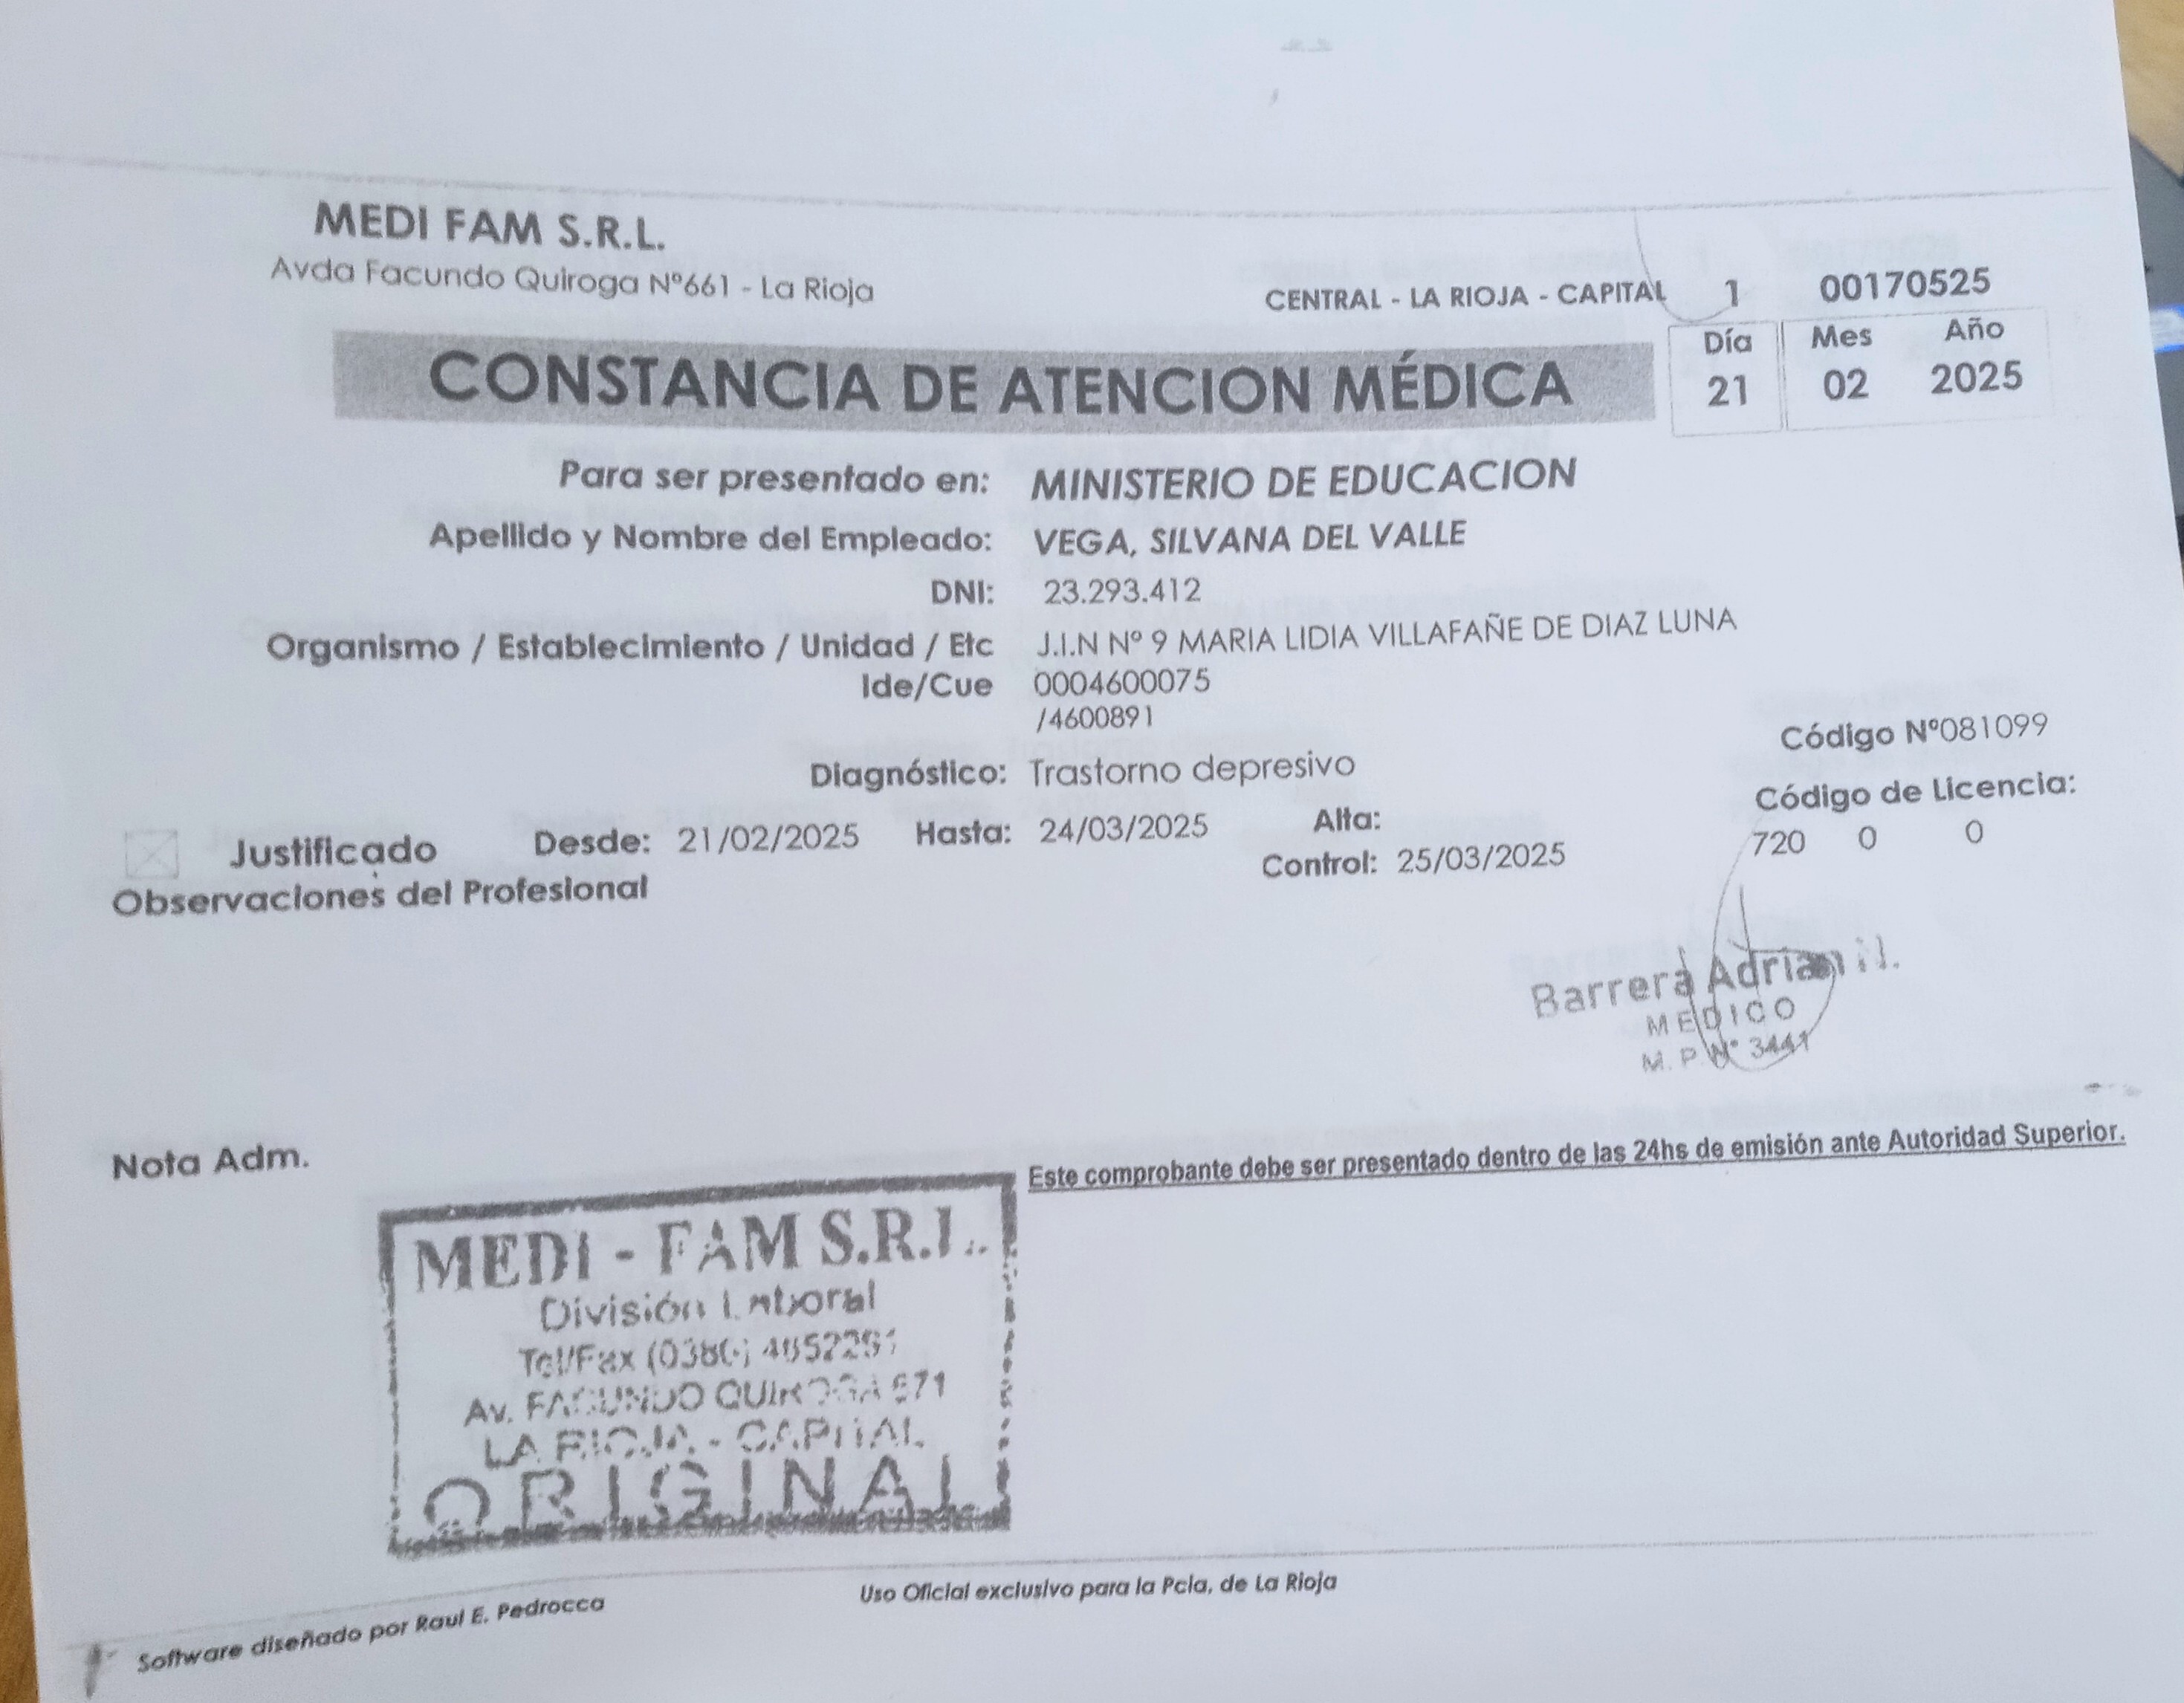 MEDI FAM S.R.L.
Avda Facundo Quiroga Nº661 - La Rioja
CENTRAL - LA RIOJA - CAPITAL 1 00170525
CONSTANCIA DE ATENCION MÉDICA
Día Mes Año
21 02 2025
Para ser presentado en: MINISTERIO DE EDUCACION
Apellido y Nombre del Empleado: VEGA, SILVANA DEL VALLE
DNI: 23.293.412
Organismo / Establecimiento / Unidad / Etc J.I.N Nº 9 MARIA LIDIA VILLAFAÑE DE DIAZ LUNA
Ide/Cue 0004600075
/4600891
Código Nº081099
Diagnóstico: Trastorno depresivo
Código de Licencia:
720 0 0
Justificado Desde: 21/02/2025 Hasta: 24/03/2025 Alta:
Control: 25/03/2025
Observaciones del Profesional
Barrera Adrian
MEDICO
M.P. Nº 3441
Nota Adm.
Este comprobante debe ser presentado dentro de las 24hs de emisión ante Autoridad Superior.
MEDI - FAM S.R.L.
División Laboral
Tel/Fax
Av. FACUNDO QUIROGA 671
LA RIOJA - CAPITAL
ORIGINAL
Software diseñado por Raul E. Pedrocca
Uso Oficial exclusivo para la Pcia. de La Rioja